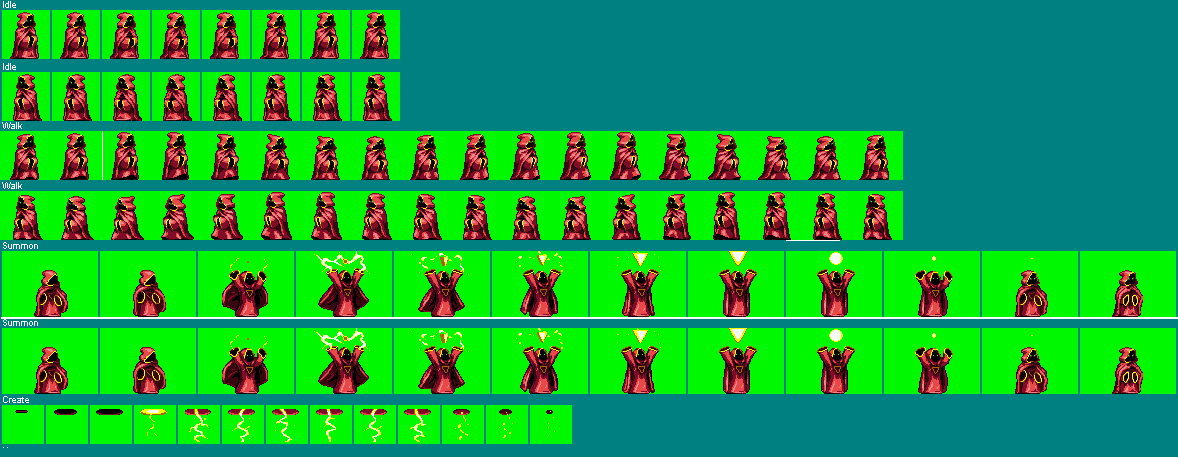 Idle
Idle
Walk
Walk
Summon
Summon
Create